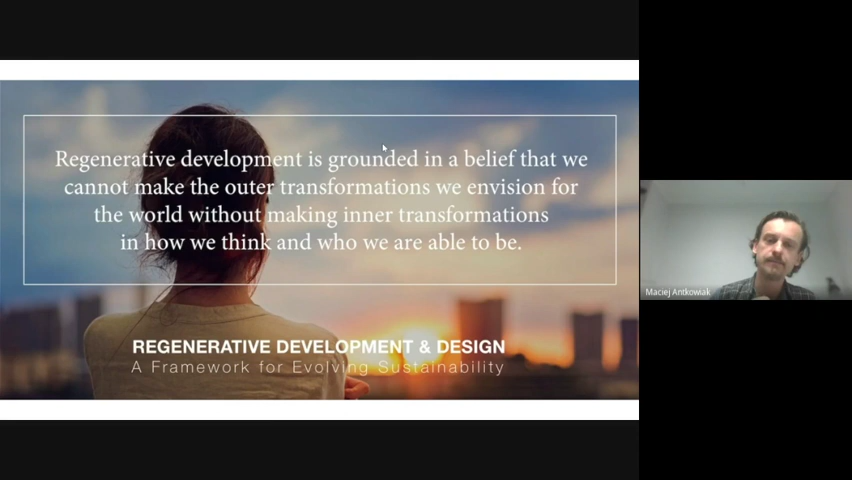 Regenerative development is grounded in a belief that we
cannot make the outer transformations we envision for
the world without making inner transformations
in how we think and who we are able to be.
REGENERATIVE DEVELOPMENT & DESIGN
A Framework for Evolving Sustainability
Maciej Antkowiak